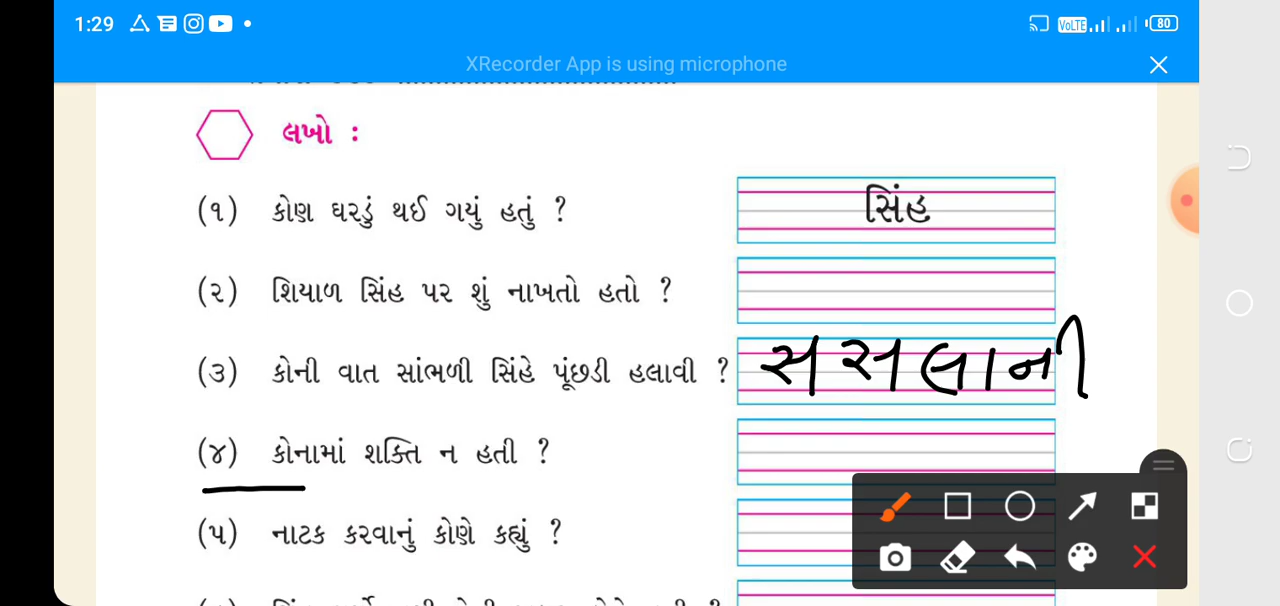 1:29
VoLTE
80
XRecorder App is using microphone
લખો :
(૧) કોણ ઘરડું થઈ ગયું હતું ?
સિંહ
(૨) શિયાળ સિંહ પર શું નાખતો હતો ?
(૩) કોની વાત સાંભળી સિંહે પૂંછડી હલાવી ?
સસલાની
(૪) કોનામાં શક્તિ ન હતી ?
(૫) નાટક કરવાનું કોણે કહ્યું ?